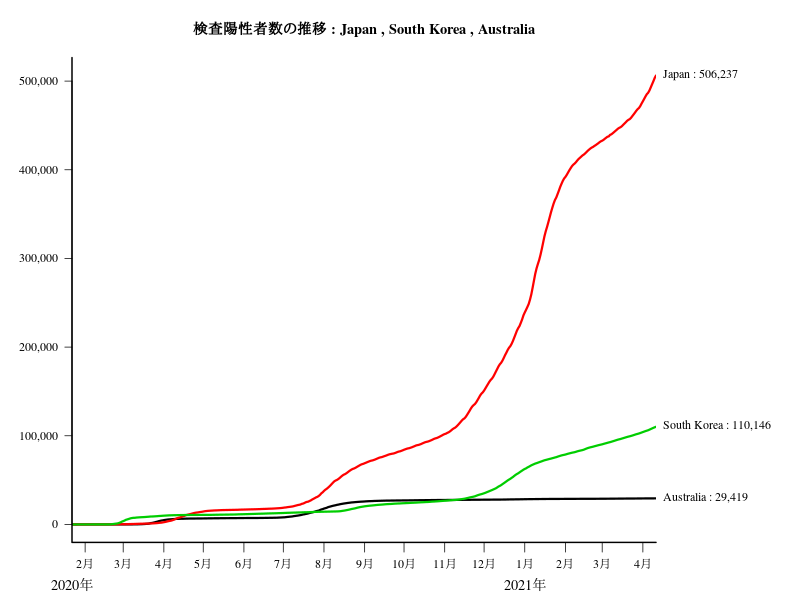 検査陽性者数の推移 : Japan , South Korea , Australia
500,000
400,000
300,000
200,000
100,000
0
Japan : 506,237
South Korea : 110,146
Australia : 29,419
2月 3月 4月 5月 6月 7月 8月 9月 10月 11月 12月 1月 2月 3月 4月
2020年 2021年